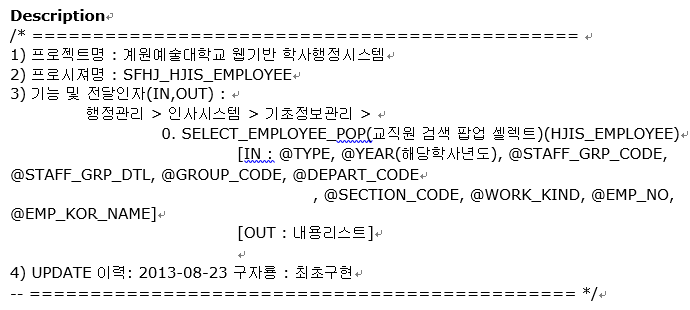 Description
/* ============================================
1) 프로젝트명 : 계원예술대학교 웹기반 학사행정시스템
2) 프로시져명 : SFHJ_HJIS_EMPLOYEE
3) 기능 및 전달인자(IN,OUT) :
행정관리 > 인사시스템 > 기초정보관리 >
0. SELECT_EMPLOYEE_POP(교직원 검색 팝업 셀렉트)(HJIS_EMPLOYEE)
[IN : @TYPE, @YEAR(해당학사년도), @STAFF_GRP_CODE,
@STAFF_GRP_DTL, @GROUP_CODE, @DEPART_CODE
, @SECTION_CODE, @WORK_KIND, @EMP_NO,
@EMP_KOR_NAME]
[OUT : 내용리스트]
4) UPDATE 이력: 2013-08-23 구자룡 : 최초구현
-- ============================================ */